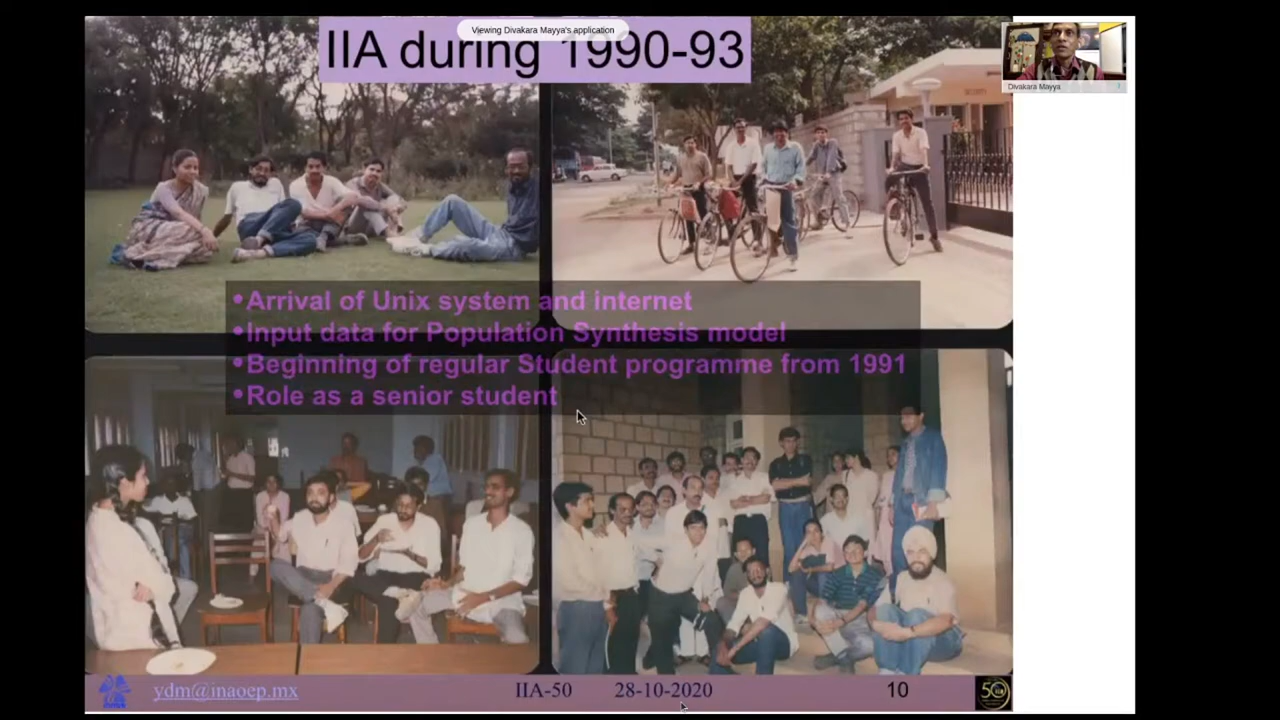 Viewing Divakara Mayya's application
IIA during 1990-93
Divakara Mayya
•Arrival of Unix system and internet
•Input data for Population Synthesis model
•Beginning of regular Student programme from 1991
•Role as a senior student
ydm@inaoep.mx IIA-50 28-10-2020 10
50